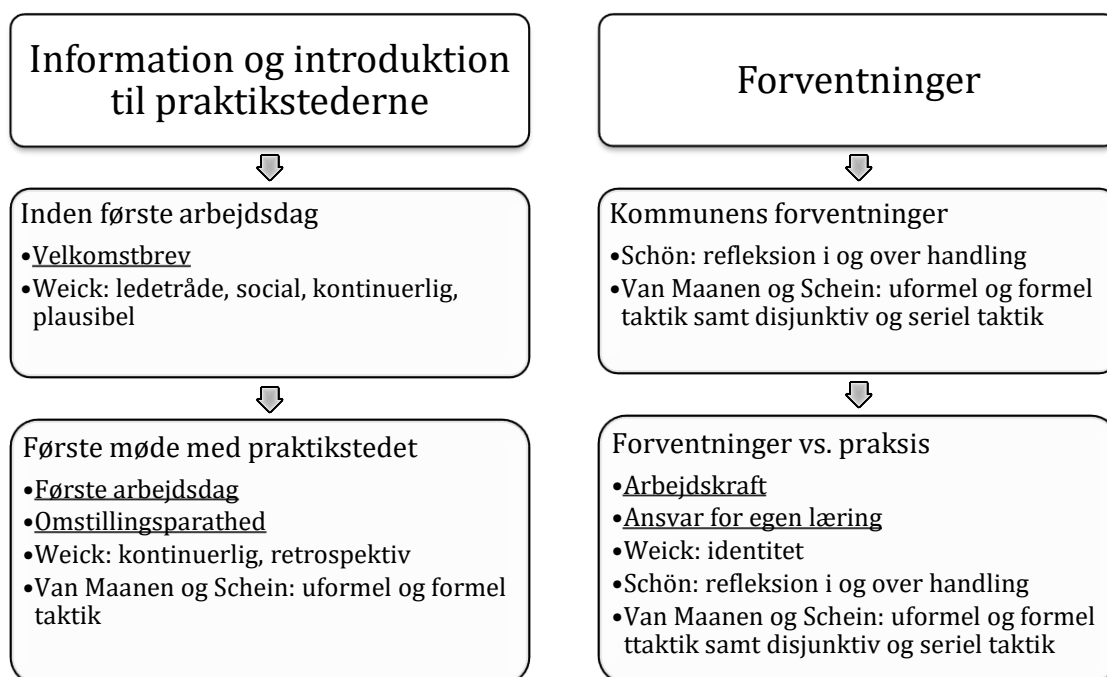 Information og introduktion
til praktikstederne
Inden første arbejdsdag
•Velkomstbrev
•Weick: ledetråde, social, kontinuerlig,
plausibel
Første møde med praktikstedet
•Første arbejdsdag
•Omstillingsparathed
•Weick: kontinuerlig, retrospektiv
•Van Maanen og Schein: uformel og formel
taktik
Forventninger
Kommunens forventninger
•Schön: refleksion i og over handling
•Van Maanen og Schein: uformel og formel
taktik samt disjunktiv og seriel taktik
Forventninger vs. praksis
•Arbejdskraft
•Ansvar for egen læring
•Weick: identitet
•Schön: refleksion i og over handling
•Van Maanen og Schein: uformel og formel
ttaktik samt disjunktiv og seriel taktik